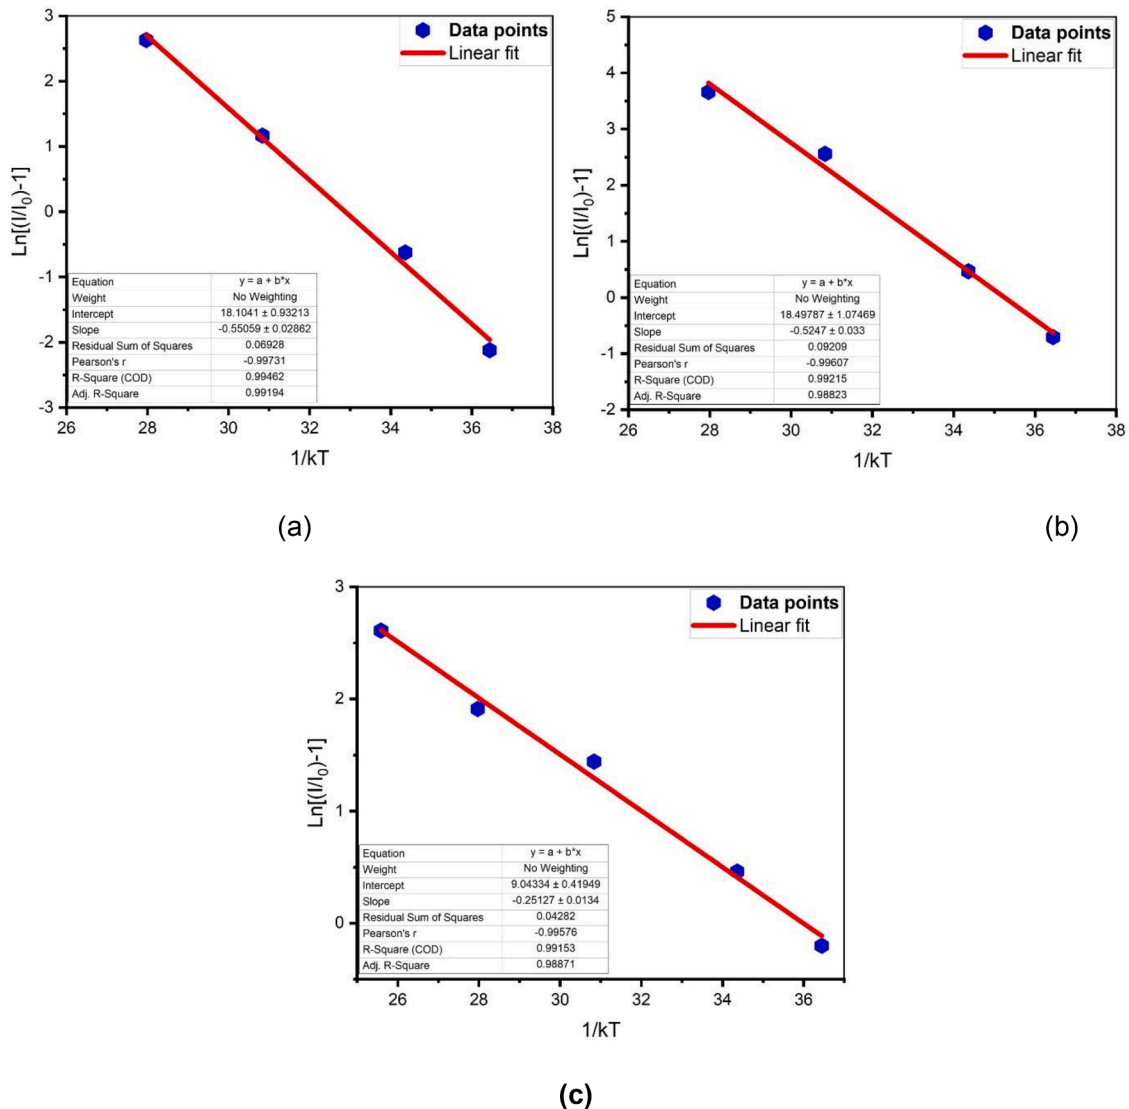 3
2
1
0
-1
-2
-3
Ln[(I/I0)-1]
Data points
Linear fit
Equation y = a + b*x
Weight No Weighting
Intercept 18.1041 ± 0.93213
Slope -0.55059 ± 0.02862
Residual Sum of Squares 0.06928
Pearson's r -0.99731
R-Square (COD) 0.99462
Adj. R-Square 0.99194
26 28 30 32 34 36 38
1/kT
(a)
5
4
3
2
1
0
-1
-2
Ln[(I/I0)-1]
Data points
Linear fit
Equation y = a + b*x
Weight No Weighting
Intercept 18.49787 ± 1.07469
Slope -0.5247 ± 0.033
Residual Sum of Squares 0.09209
Pearson's r -0.99607
R-Square (COD) 0.99215
Adj. R-Square 0.98823
26 28 30 32 34 36 38
1/kT
(b)
3
2
1
0
Ln[(I/I0)-1]
Data points
Linear fit
Equation y = a + b*x
Weight No Weighting
Intercept 9.04334 ± 0.41949
Slope -0.25127 ± 0.0134
Residual Sum of Squares 0.04282
Pearson's r -0.99576
R-Square (COD) 0.99153
Adj. R-Square 0.98871
26 28 30 32 34 36
1/kT
(c)